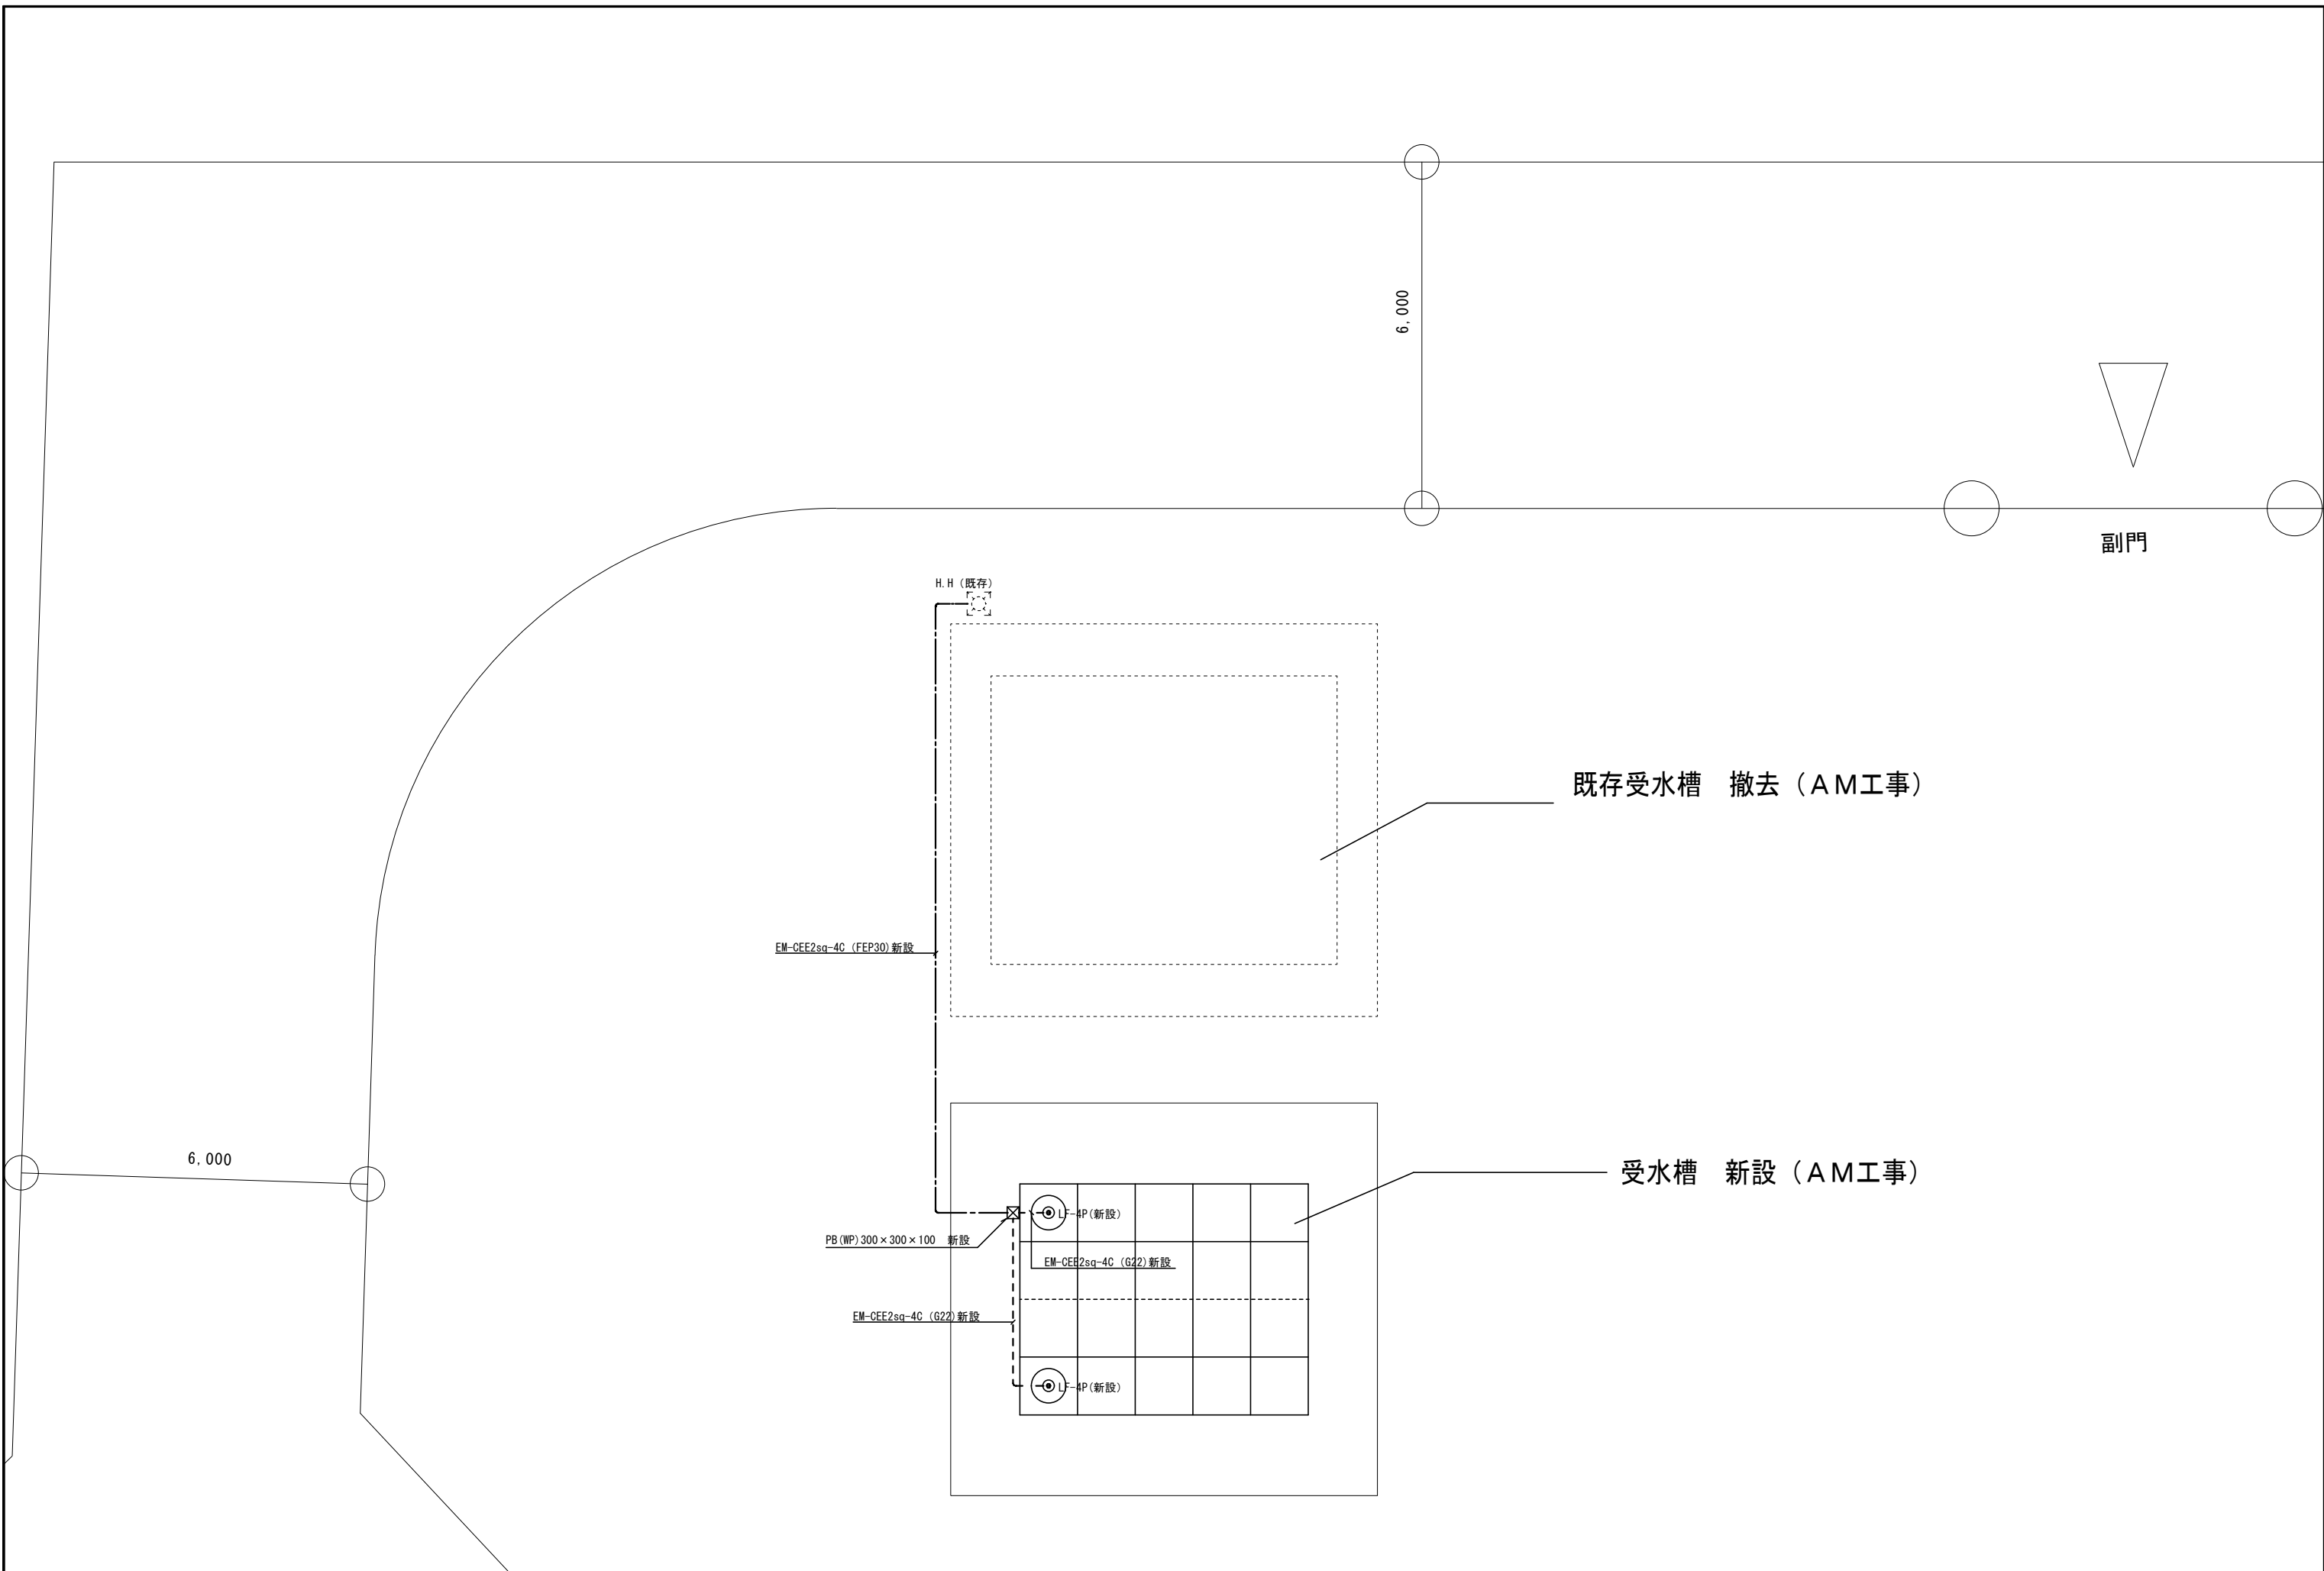 6,000
副門
H.H（既存）
既存受水槽　撤去（ＡＭ工事）
EM-CEE2sq-4C（FEP30）新設
6,000
受水槽　新設（ＡＭ工事）
LF-4P(新設)
PB(WP)300×300×100　新設
EM-CEE2sq-4C（G22）新設
EM-CEE2sq-4C（G22）新設
LF-4P(新設)